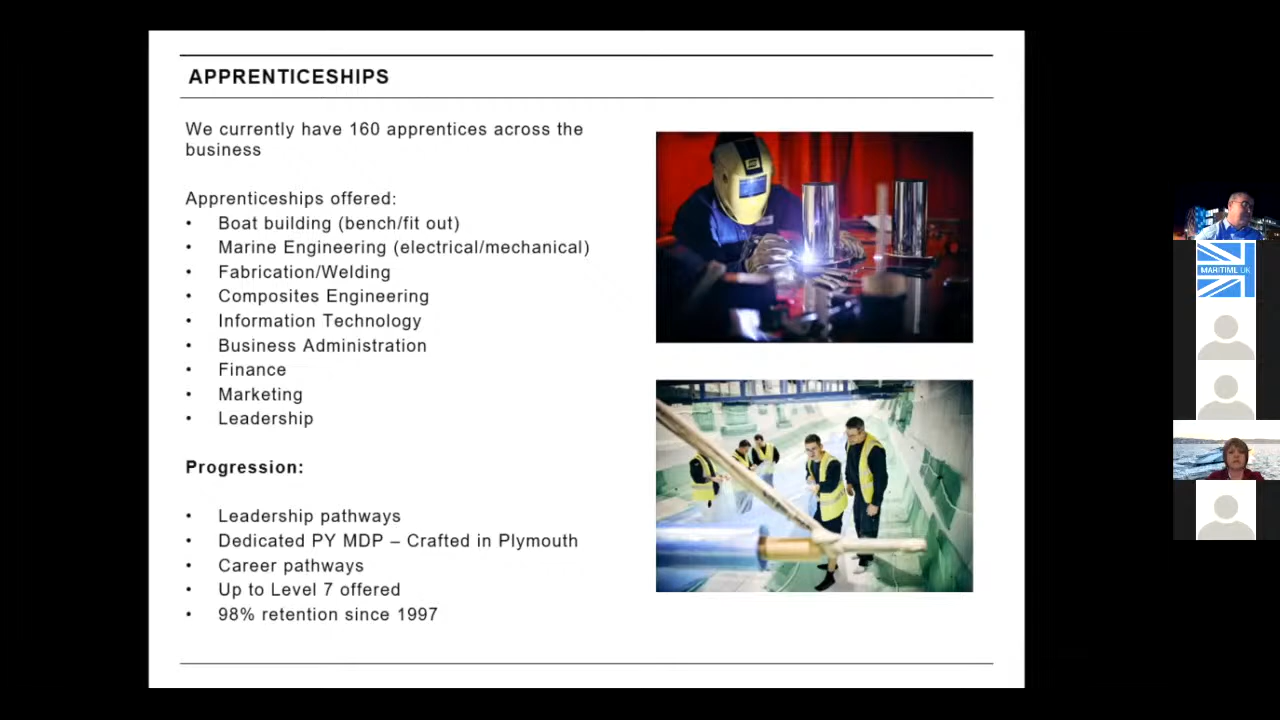 APPRENTICESHIPS
We currently have 160 apprentices across the
business
Apprenticeships offered:
• Boat building (bench/fit out)
• Marine Engineering (electrical/mechanical)
• Fabrication/Welding
• Composites Engineering
• Information Technology
• Business Administration
• Finance
• Marketing
• Leadership
Progression:
• Leadership pathways
• Dedicated PY MDP – Crafted in Plymouth
• Career pathways
• Up to Level 7 offered
• 98% retention since 1997
MARITIME UK